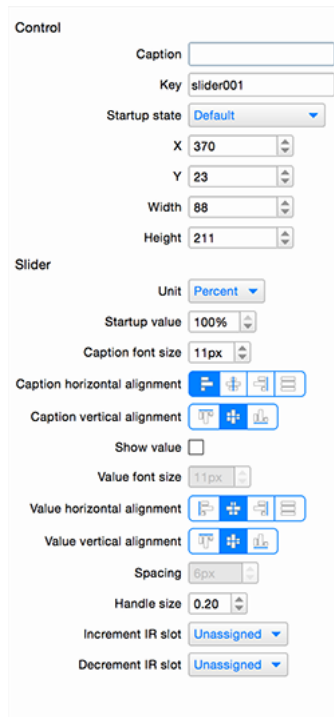 Control
Caption
Key slider001
Startup state Default
X 370
Y 23
Width 88
Height 211
Slider
Unit Percent
Startup value 100%
Caption font size 11px
Caption horizontal alignment
Caption vertical alignment
Show value
Value font size 11px
Value horizontal alignment
Value vertical alignment
Spacing 6px
Handle size 0.20
Increment IR slot Unassigned
Decrement IR slot Unassigned